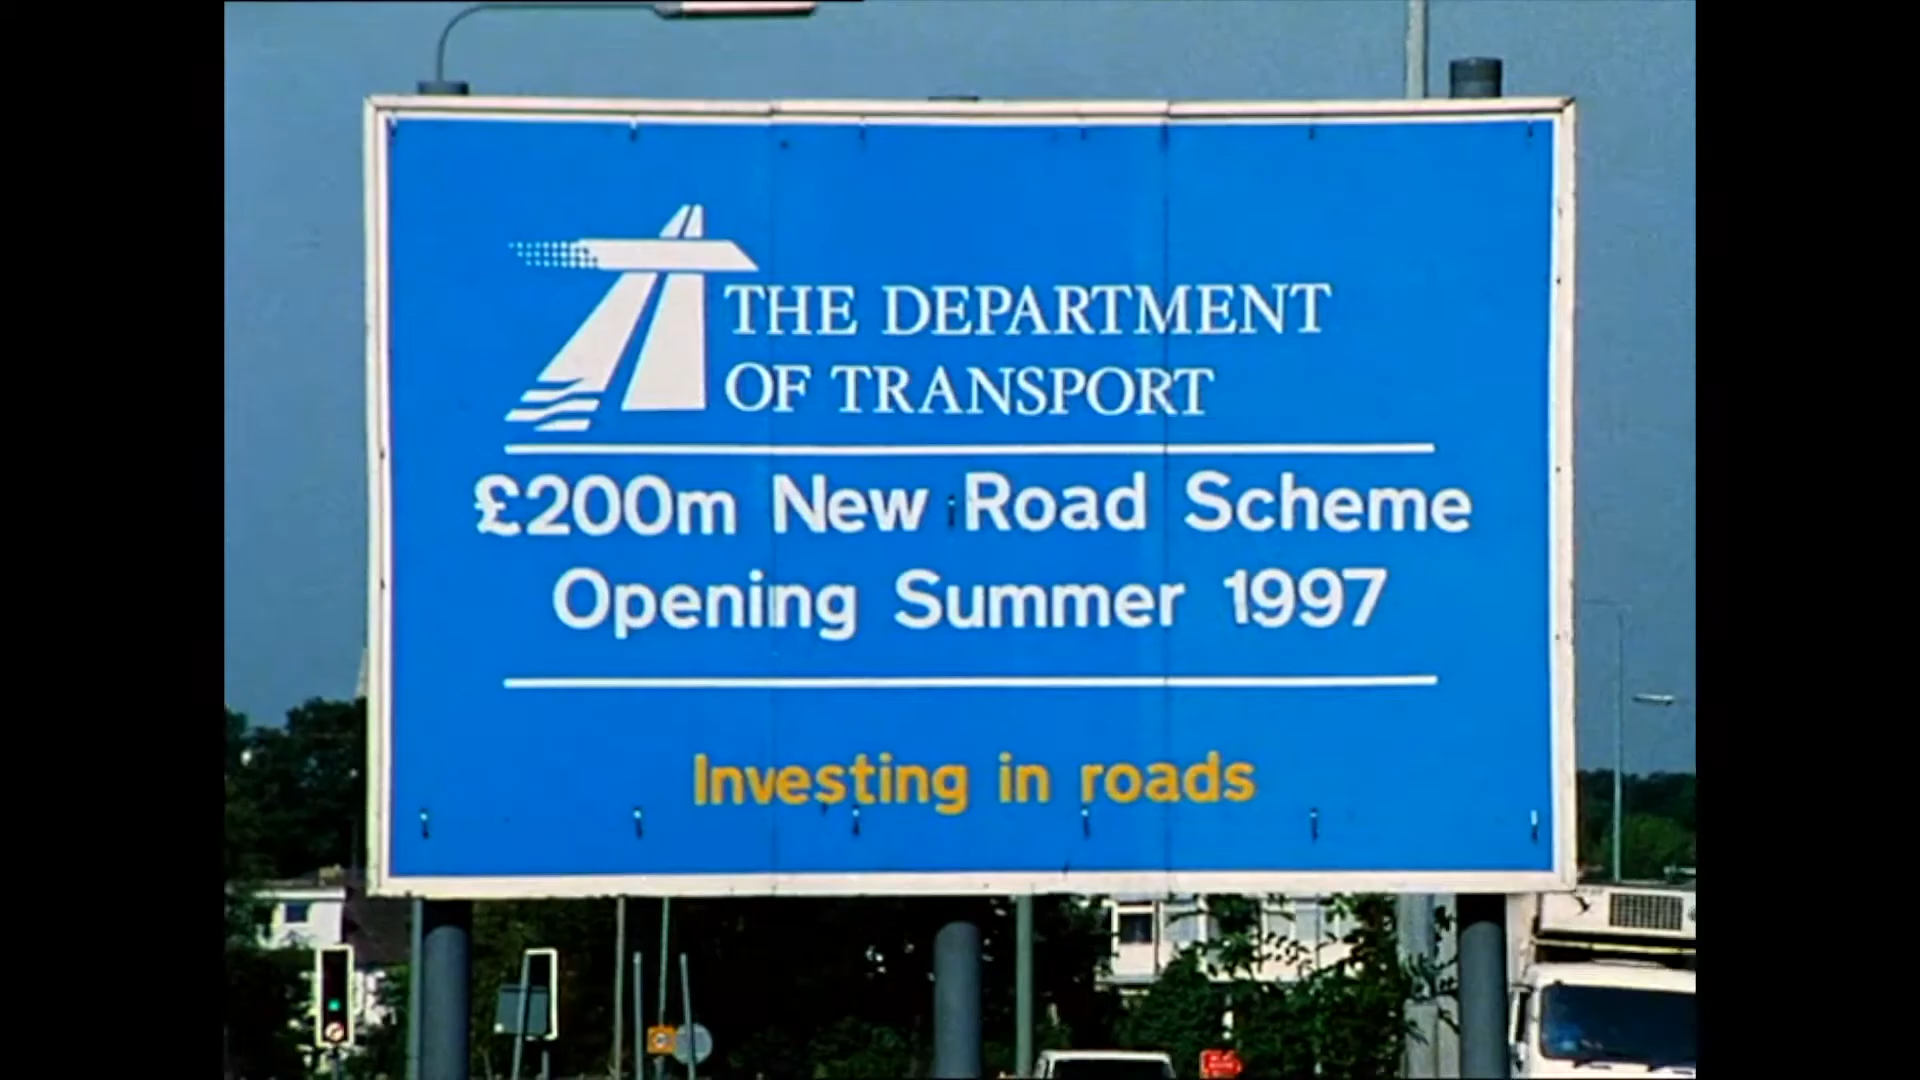 THE DEPARTMENT
OF TRANSPORT
£200m New Road Scheme
Opening Summer 1997
Investing in roads